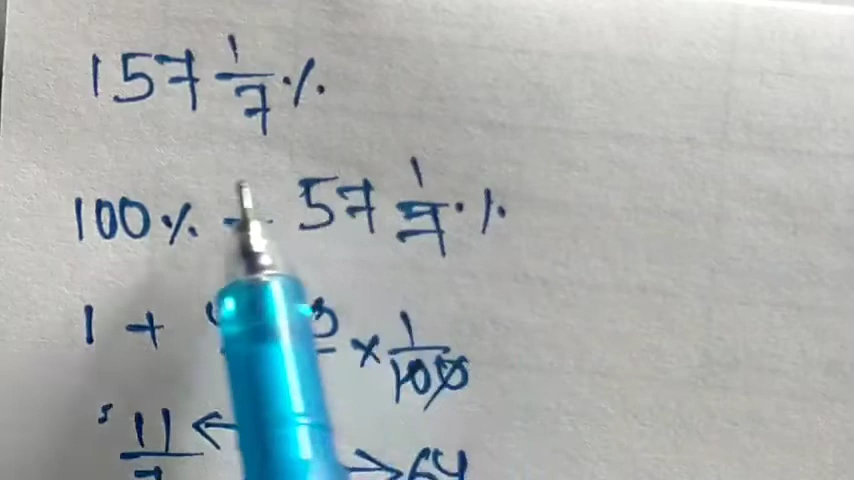 157 1/7 %
100% + 57 1/7 %
1 + × 1/100
11 ←
7 → 64